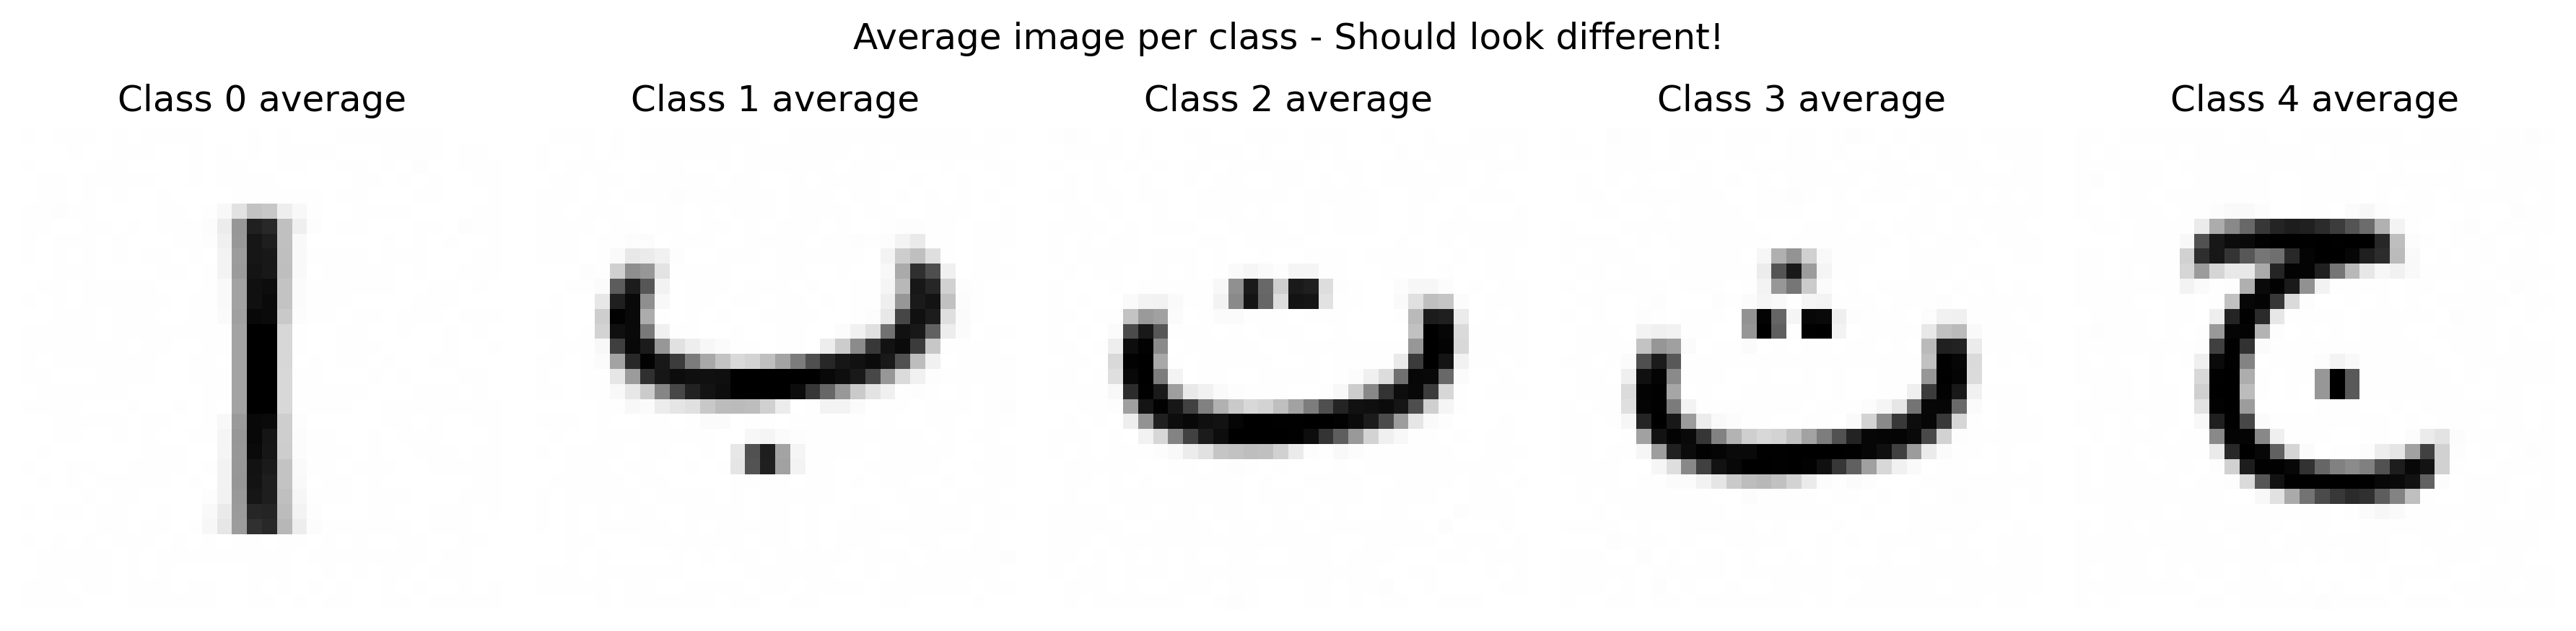 Average image per class - Should look different!
Class 0 average Class 1 average Class 2 average Class 3 average Class 4 average
ا ب ت ث ج